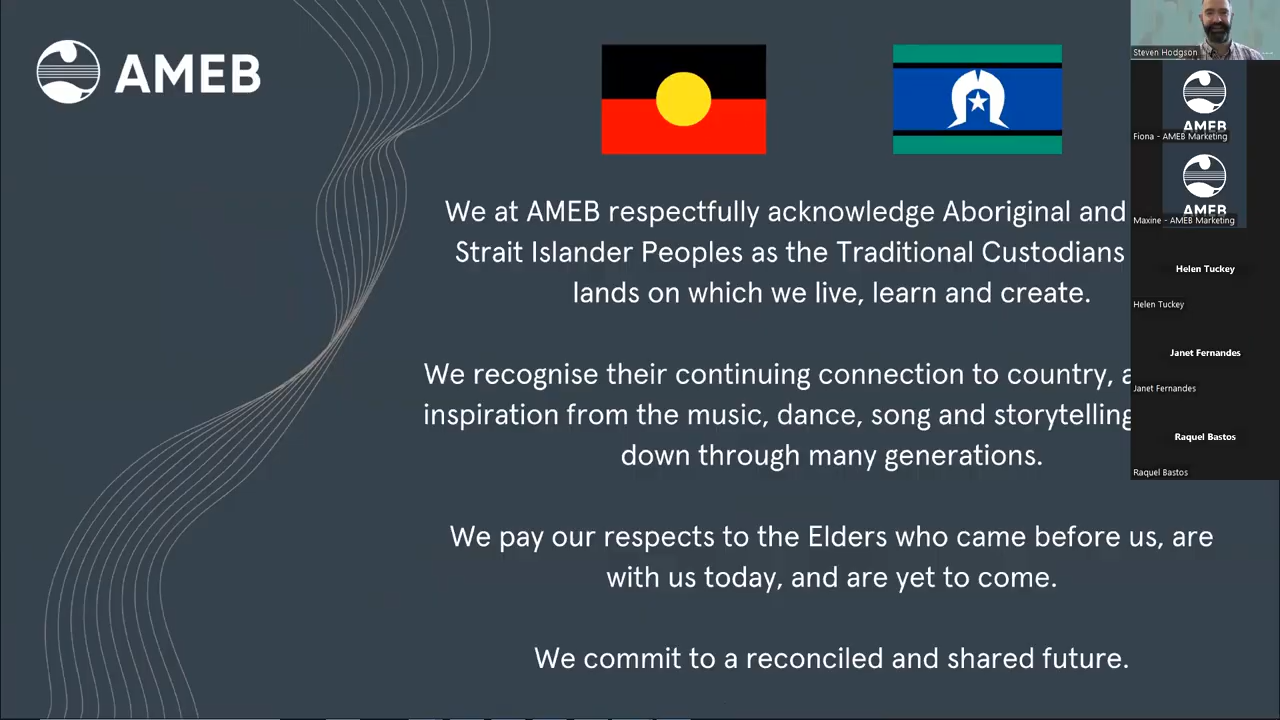 AMEB
We at AMEB respectfully acknowledge Aboriginal and
Strait Islander Peoples as the Traditional Custodians
lands on which we live, learn and create.
We recognise their continuing connection to country,
inspiration from the music, dance, song and storytelling
down through many generations.
We pay our respects to the Elders who came before us, are
with us today, and are yet to come.
We commit to a reconciled and shared future.
Steven Hodgson
AMEB
Fiona - AMEB Marketing
AMEB
Maxine - AMEB Marketing
Helen Tuckey
Helen Tuckey
Janet Fernandes
Janet Fernandes
Raquel Bastos
Raquel Bastos